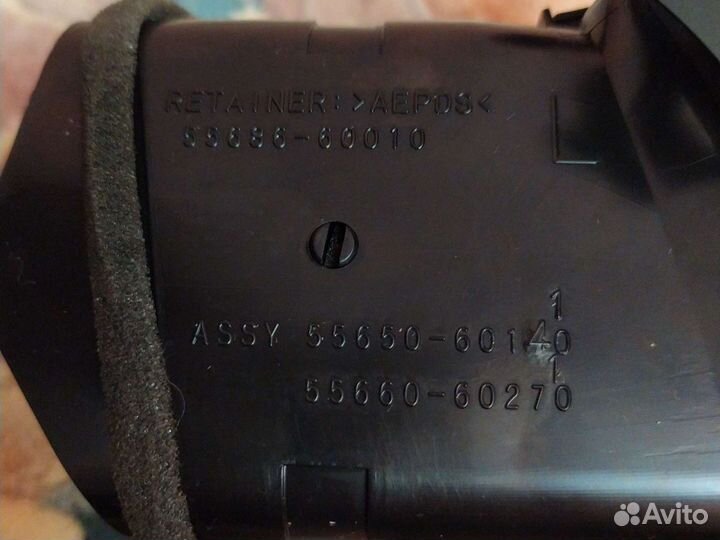 RETAINER:>AEPDS<
55686-60010
1
ASSY 55650-60140
1
55660-60270
Avito